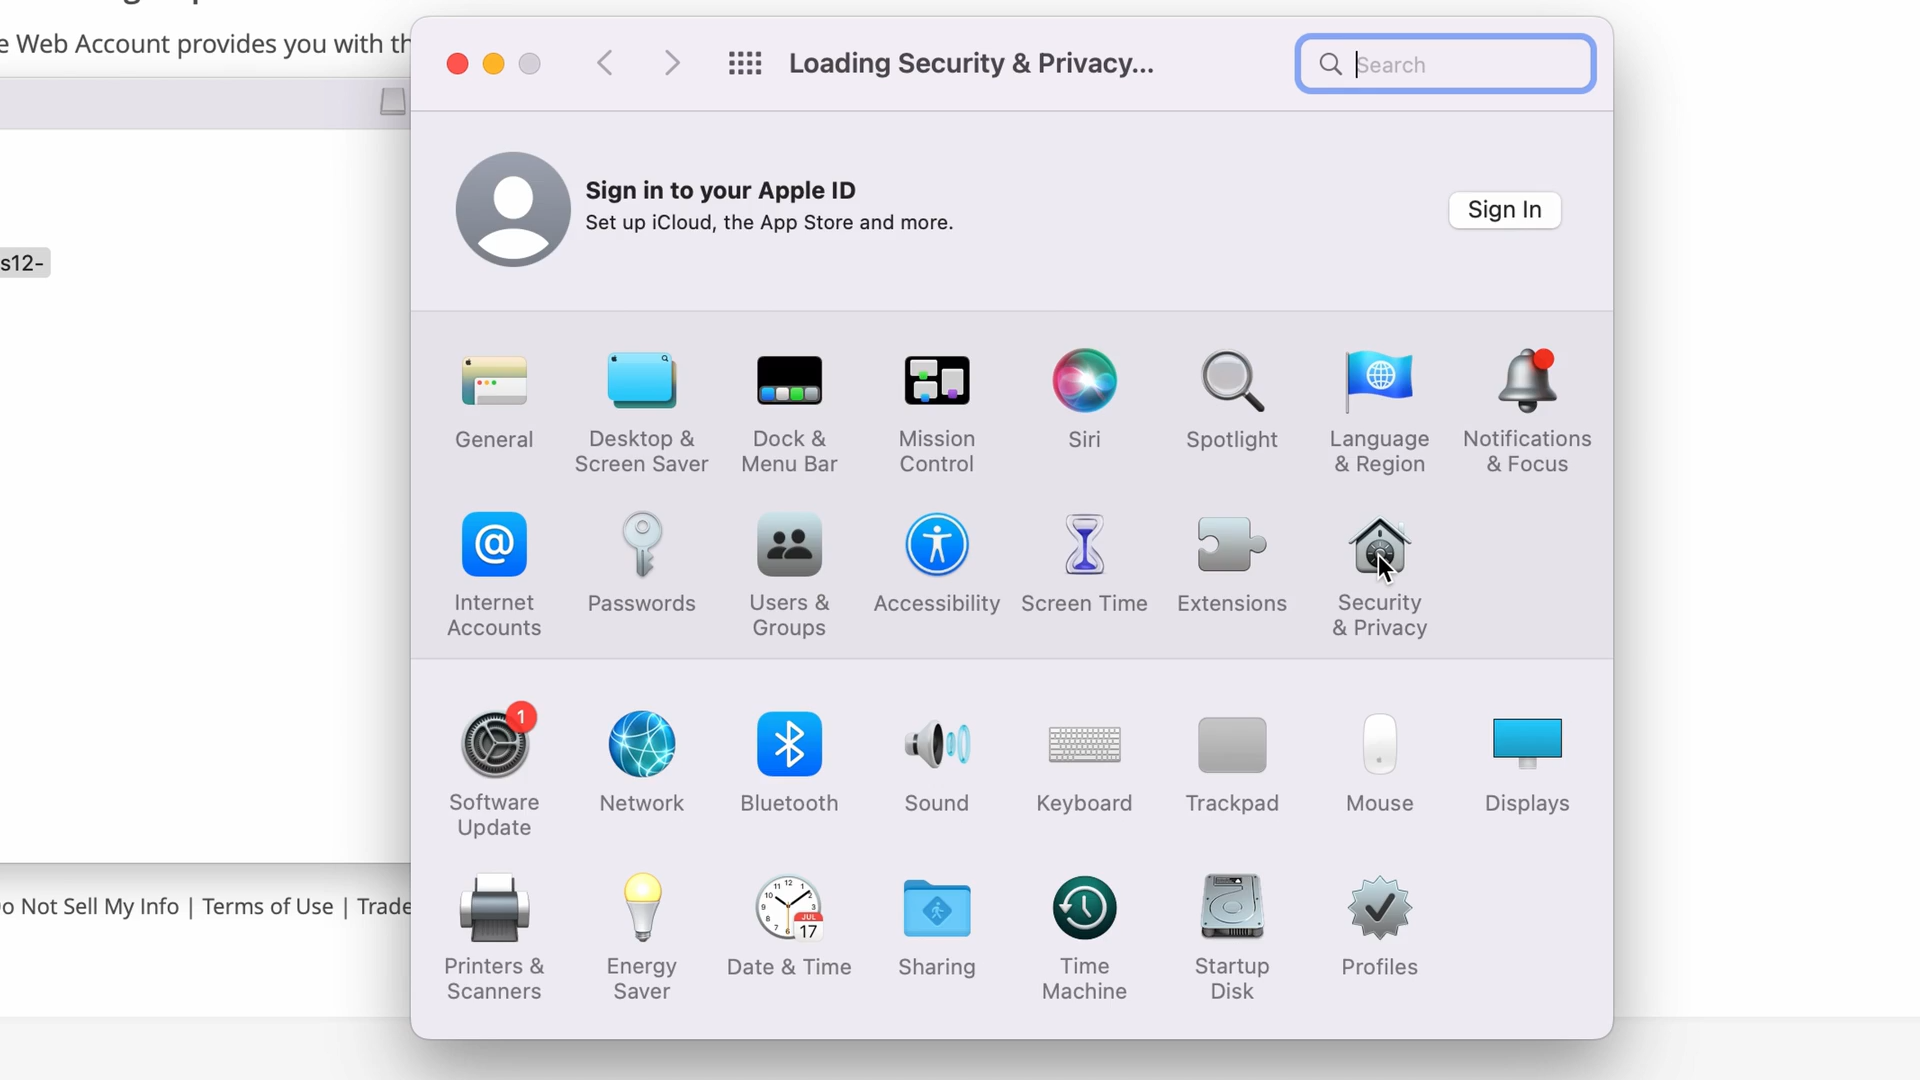 e Web Account provides you with th
Loading Security & Privacy...
Search
Sign in to your Apple ID
Set up iCloud, the App Store and more.
Sign In
s12-
General
Desktop &
Screen Saver
Dock &
Menu Bar
Mission
Control
Siri
Spotlight
Language
& Region
Notifications
& Focus
@
Internet
Accounts
Passwords
Users &
Groups
Accessibility
Screen Time
Extensions
Security
& Privacy
1
Software
Update
Network
Bluetooth
Sound
Keyboard
Trackpad
Mouse
Displays
JUL
17
Printers &
Scanners
Energy
Saver
Date & Time
Sharing
Time
Machine
Startup
Disk
Profiles
o Not Sell My Info | Terms of Use | Trade